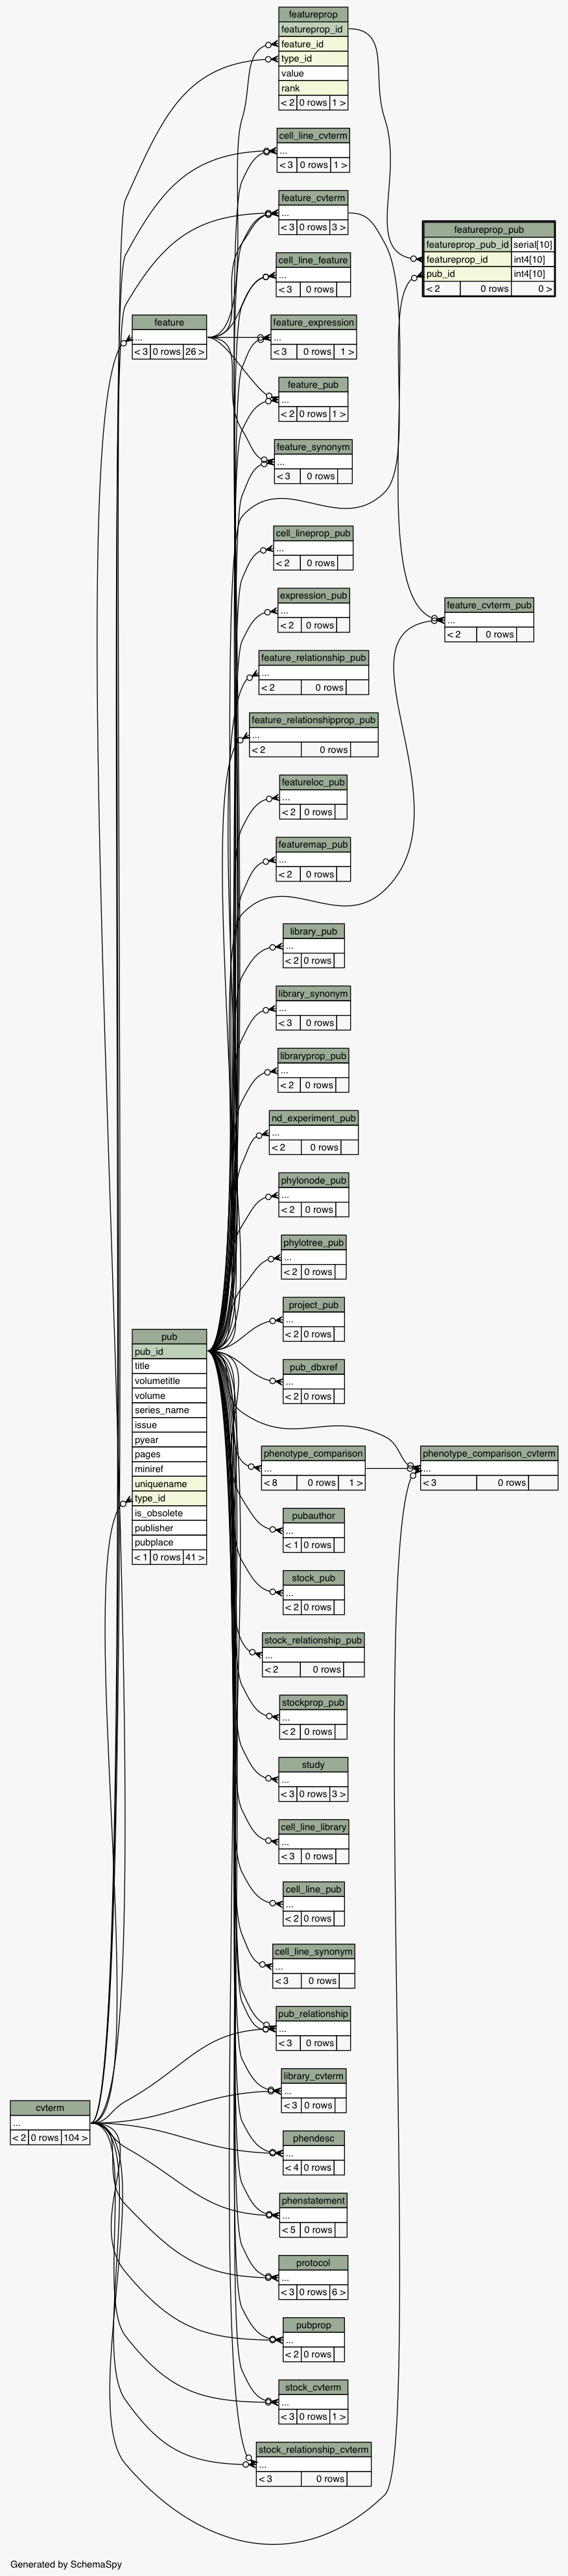 featureprop
featureprop_id
feature_id
type_id
value
rank
< 2 0 rows 1 >
cell_line_cvterm
...
< 3 0 rows 1 >
feature_cvterm
...
< 3 0 rows 3 >
featureprop_pub
featureprop_pub_id serial[10]
featureprop_id int4[10]
pub_id int4[10]
< 2 0 rows 0 >
cell_line_feature
...
< 3 0 rows
feature
...
< 3 0 rows 26 >
feature_expression
...
< 3 0 rows 1 >
feature_pub
...
< 2 0 rows 1 >
feature_synonym
...
< 3 0 rows
cell_lineprop_pub
...
< 2 0 rows
expression_pub
...
< 2 0 rows
feature_cvterm_pub
...
< 2 0 rows
feature_relationship_pub
...
< 2 0 rows
feature_relationshipprop_pub
...
< 2 0 rows
featureloc_pub
...
< 2 0 rows
featuremap_pub
...
< 2 0 rows
library_pub
...
< 2 0 rows
library_synonym
...
< 3 0 rows
libraryprop_pub
...
< 2 0 rows
nd_experiment_pub
...
< 2 0 rows
phylonode_pub
...
< 2 0 rows
phylotree_pub
...
< 2 0 rows
project_pub
...
< 2 0 rows
pub
pub_id
title
volumetitle
volume
series_name
issue
pyear
pages
miniref
uniquename
type_id
is_obsolete
publisher
pubplace
< 1 0 rows 41 >
pub_dbxref
...
< 2 0 rows
phenotype_comparison
...
< 8 0 rows 1 >
phenotype_comparison_cvterm
...
< 3 0 rows
pubauthor
...
< 1 0 rows
stock_pub
...
< 2 0 rows
stock_relationship_pub
...
< 2 0 rows
stockprop_pub
...
< 2 0 rows
study
...
< 3 0 rows 3 >
cell_line_library
...
< 3 0 rows
cell_line_pub
...
< 2 0 rows
cell_line_synonym
...
< 3 0 rows
pub_relationship
...
< 3 0 rows
library_cvterm
...
< 3 0 rows
cvterm
...
< 2 0 rows 104 >
phendesc
...
< 4 0 rows
phenstatement
...
< 5 0 rows
protocol
...
< 3 0 rows 6 >
pubprop
...
< 2 0 rows
stock_cvterm
...
< 3 0 rows 1 >
stock_relationship_cvterm
...
< 3 0 rows
Generated by SchemaSpy